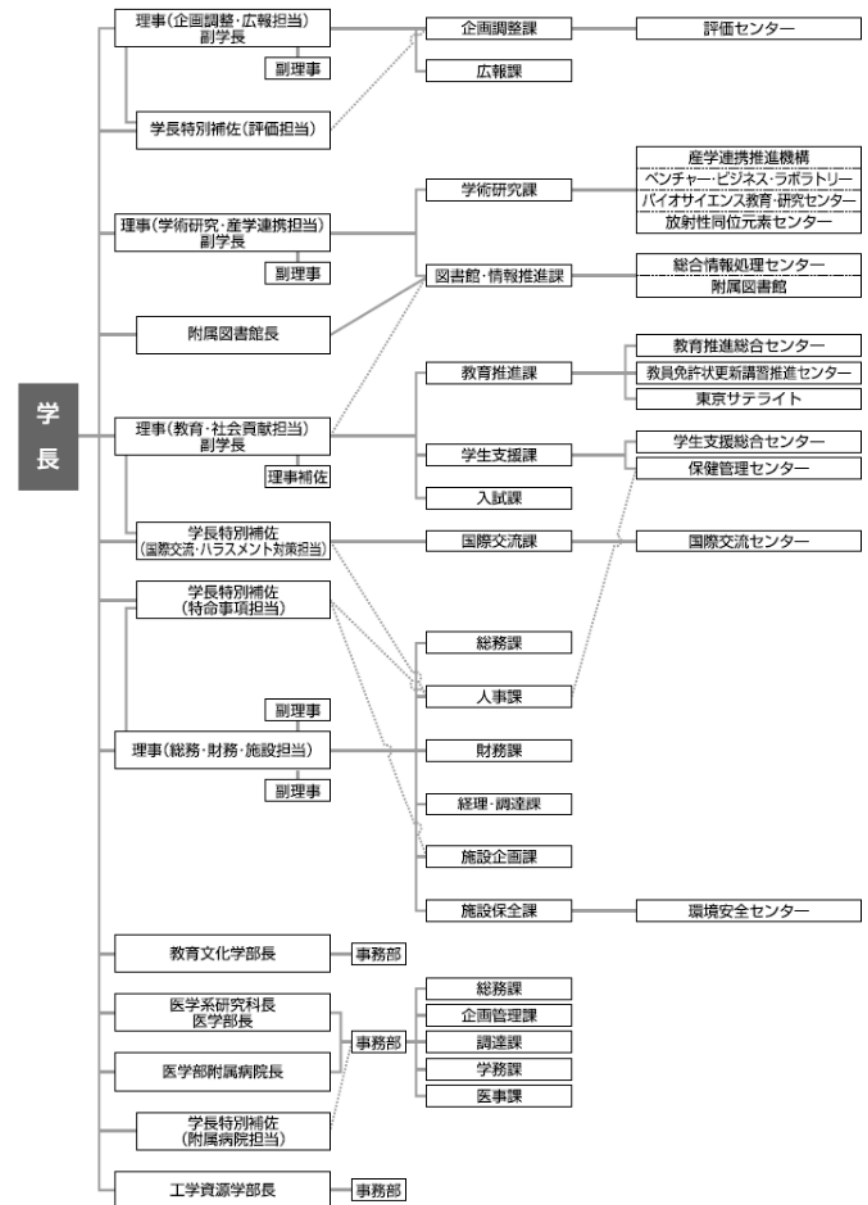 理事(企画調整・広報担当)
副学長
企画調整課
評価センター
副理事
広報課
学長特別補佐(評価担当)
産学連携推進機構
ベンチャー・ビジネス・ラボラトリー
学術研究課
バイオサイエンス教育・研究センター
放射性同位元素センター
理事(学術研究・産学連携担当)
副学長
副理事
図書館・情報推進課
総合情報処理センター
附属図書館
附属図書館長
教育推進総合センター
教育推進課
教員免許状更新講習推進センター
東京サテライト
学
長
理事(教育・社会貢献担当)
副学長
学生支援総合センター
学生支援課
保健管理センター
理事補佐
入試課
学長特別補佐
(国際交流・ハラスメント対策担当)
国際交流課
国際交流センター
学長特別補佐
(特命事項担当)
総務課
人事課
副理事
理事(総務・財務・施設担当)
財務課
副理事
経理・調達課
施設企画課
施設保全課
環境安全センター
教育文化学部長
事務部
総務課
医学系研究科長
医学部長
企画管理課
事務部
調達課
医学部附属病院長
学務課
医事課
学長特別補佐
(附属病院担当)
工学資源学部長
事務部